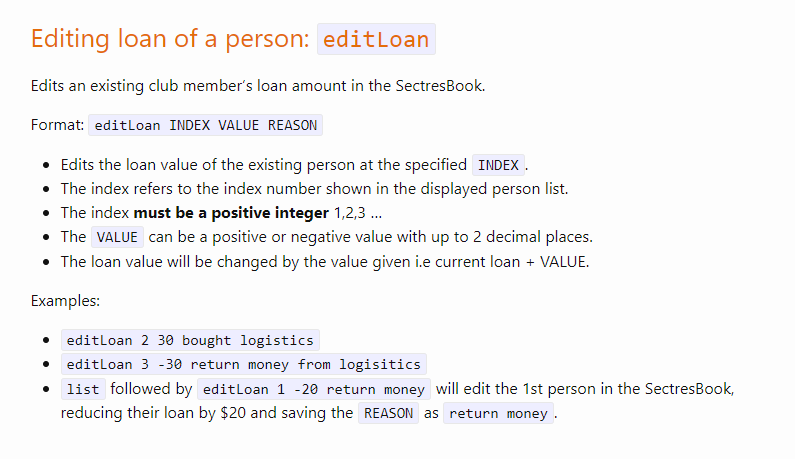 Editing loan of a person: editLoan
Edits an existing club member’s loan amount in the SectresBook.
Format: editLoan INDEX VALUE REASON
• Edits the loan value of the existing person at the specified INDEX.
• The index refers to the index number shown in the displayed person list.
• The index must be a positive integer 1,2,3 …
• The VALUE can be a positive or negative value with up to 2 decimal places.
• The loan value will be changed by the value given i.e current loan + VALUE.
Examples:
• editLoan 2 30 bought logistics
• editLoan 3 -30 return money from logisitics
• list followed by editLoan 1 -20 return money will edit the 1st person in the SectresBook,
reducing their loan by $20 and saving the REASON as return money.